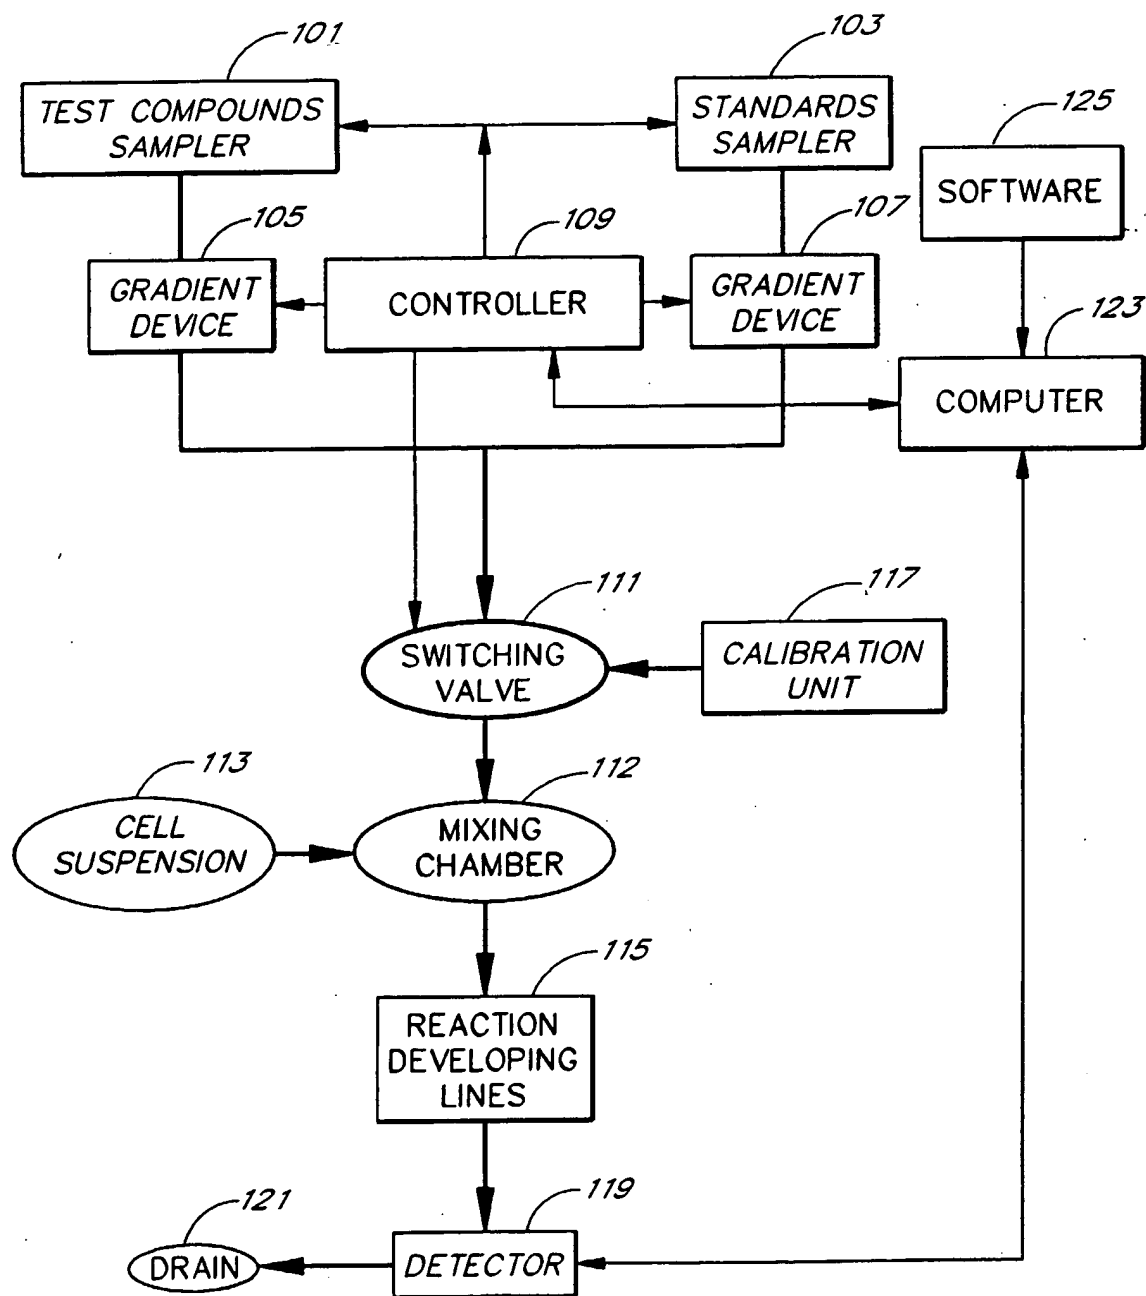 101
TEST COMPOUNDS
SAMPLER
103
STANDARDS
SAMPLER
125
SOFTWARE
105
GRADIENT
DEVICE
109
CONTROLLER
107
GRADIENT
DEVICE
123
COMPUTER
111
SWITCHING
VALVE
117
CALIBRATION
UNIT
113
CELL
SUSPENSION
112
MIXING
CHAMBER
115
REACTION
DEVELOPING
LINES
121
DRAIN
119
DETECTOR